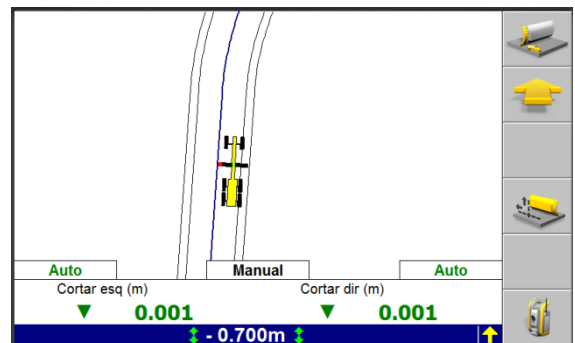 Auto Manual Auto
Cortar esq (m) Cortar dir (m)
▼ 0.001 ▼ 0.001
- 0.700m